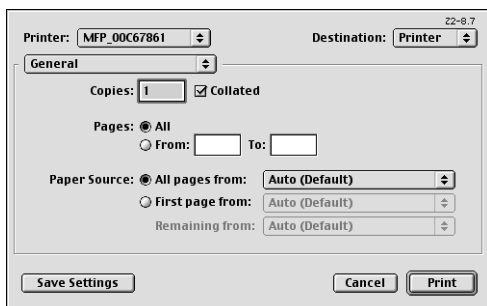 Z2-8.7
Printer: MFP_00C67861 Destination: Printer
General
Copies: 1 Collated
Pages: All
From: To:
Paper Source: All pages from: Auto (Default)
First page from: Auto (Default)
Remaining from: Auto (Default)
Save Settings Cancel Print